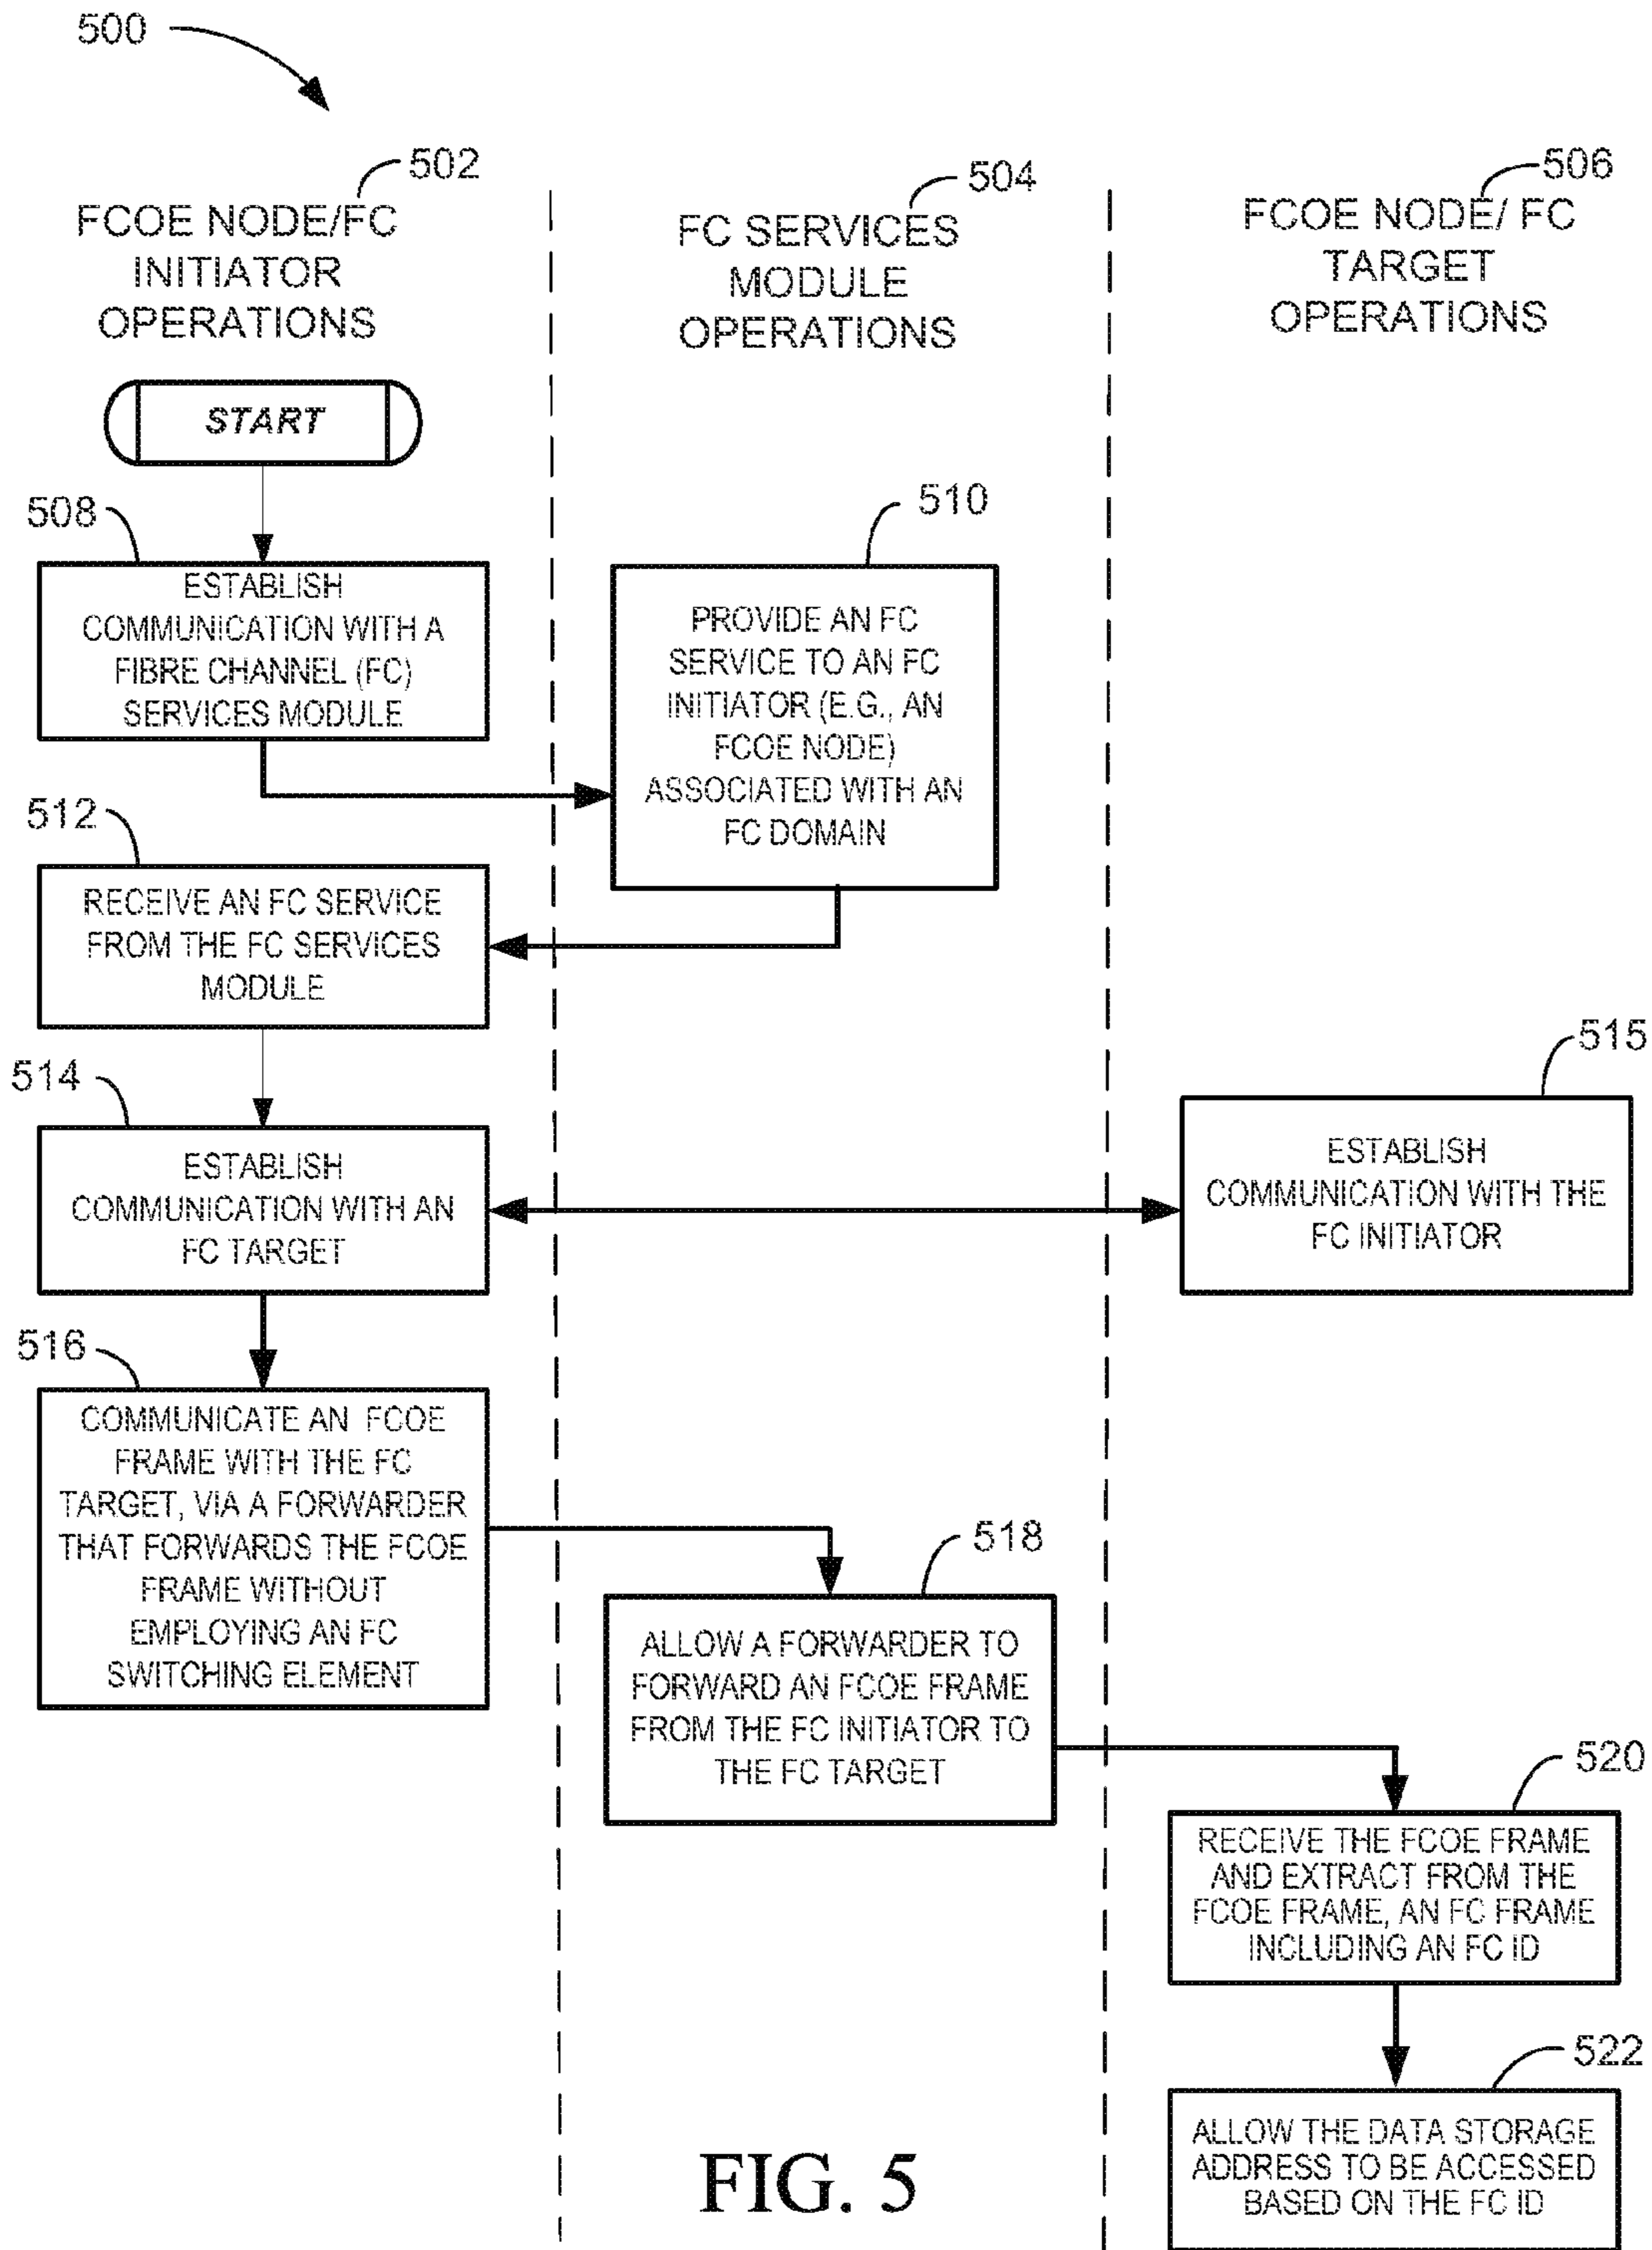 500
502
FCOE NODE/FC
INITIATOR
OPERATIONS
504
FC SERVICES
MODULE
OPERATIONS
506
FCOE NODE/ FC
TARGET
OPERATIONS
START
508
ESTABLISH
COMMUNICATION WITH A
FIBRE CHANNEL (FC)
SERVICES MODULE
510
PROVIDE AN FC
SERVICE TO AN FC
INITIATOR (E.G., AN
FCOE NODE)
ASSOCIATED WITH AN
FC DOMAIN
512
RECEIVE AN FC SERVICE
FROM THE FC SERVICES
MODULE
514
ESTABLISH
COMMUNICATION WITH AN
FC TARGET
515
ESTABLISH
COMMUNICATION WITH THE
FC INITIATOR
516
COMMUNICATE AN FCOE
FRAME WITH THE FC
TARGET, VIA A FORWARDER
THAT FORWARDS THE FCOE
FRAME WITHOUT
EMPLOYING AN FC
SWITCHING ELEMENT
518
ALLOW A FORWARDER TO
FORWARD AN FCOE FRAME
FROM THE FC INITIATOR TO
THE FC TARGET
520
RECEIVE THE FCOE FRAME
AND EXTRACT FROM THE
FCOE FRAME, AN FC FRAME
INCLUDING AN FC ID
522
ALLOW THE DATA STORAGE
ADDRESS TO BE ACCESSED
BASED ON THE FC ID
FIG. 5